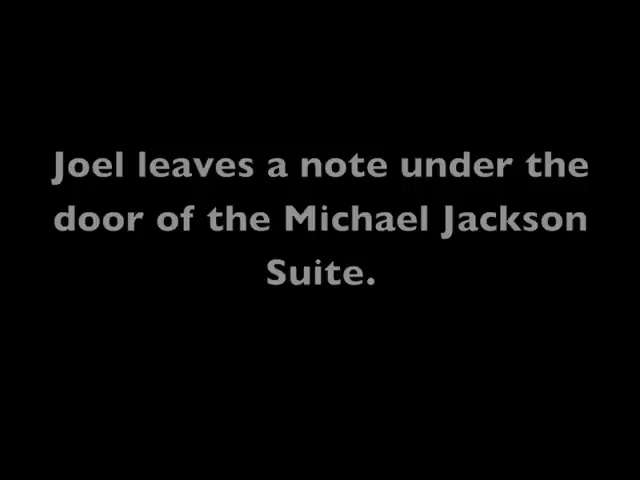 Joel leaves a note under the
door of the Michael Jackson
Suite.